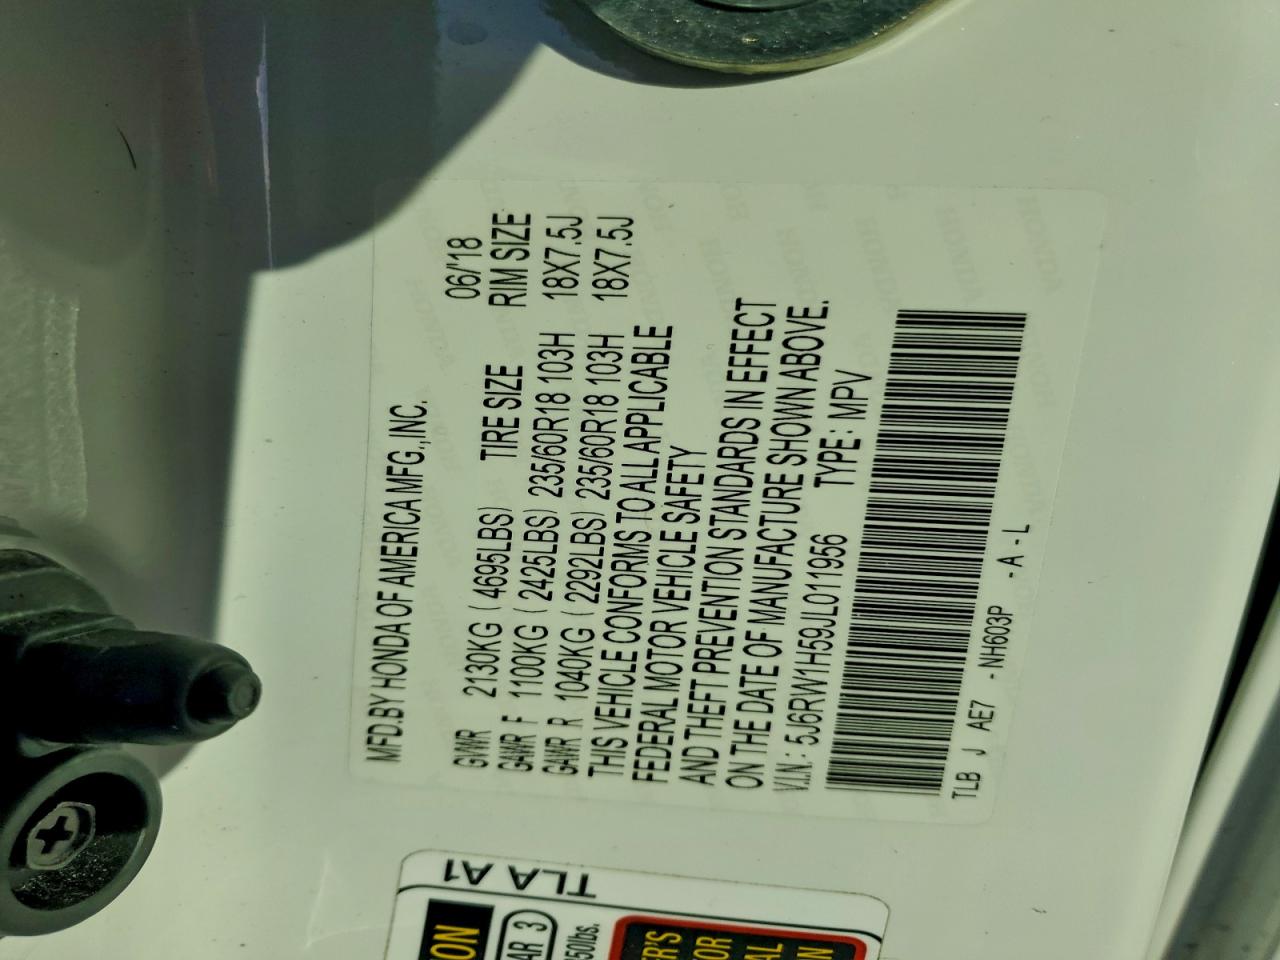 MFD.BY HONDA OF AMERICA MFG.,INC.
06/'18
GVWR 2130KG ( 4695LBS) TIRE SIZE RIM SIZE
GAWR F 1100KG ( 2425LBS) 235/60R18 103H 18X7.5J
GAWR R 1040KG ( 2292LBS) 235/60R18 103H 18X7.5J
THIS VEHICLE CONFORMS TO ALL APPLICABLE
FEDERAL MOTOR VEHICLE SAFETY
AND THEFT PREVENTION STANDARDS IN EFFECT
ON THE DATE OF MANUFACTURE SHOWN ABOVE.
V.I.N.: 5J6RW1H59JL011956 TYPE: MPV
TLB J AE7 -NH603P -A-L
TLA A1